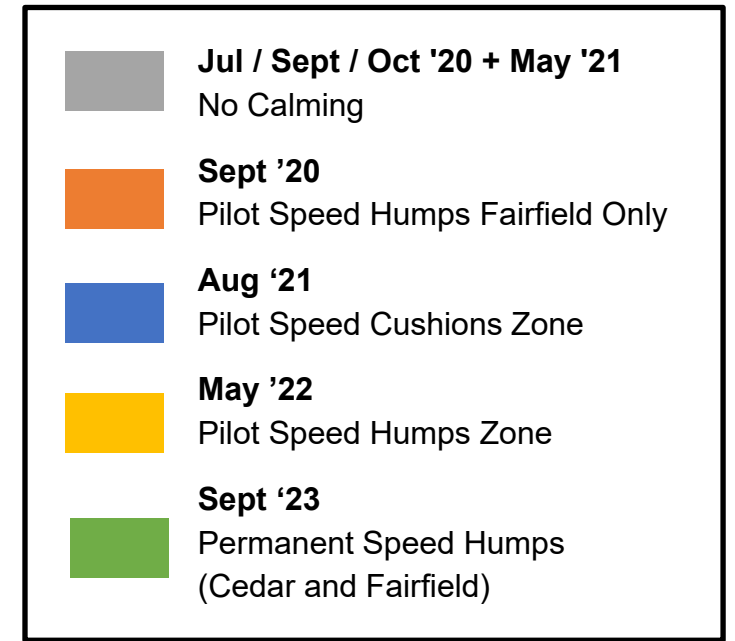 Jul / Sept / Oct '20 + May '21
No Calming
Sept ’20
Pilot Speed Humps Fairfield Only
Aug ‘21
Pilot Speed Cushions Zone
May ’22
Pilot Speed Humps Zone
Sept ‘23
Permanent Speed Humps
(Cedar and Fairfield)